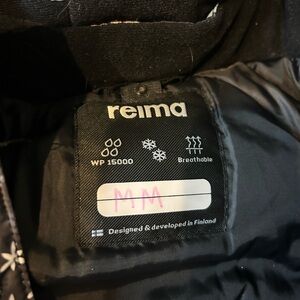 reima
WP 15000
Breathable
MM
Designed & developed in Finland